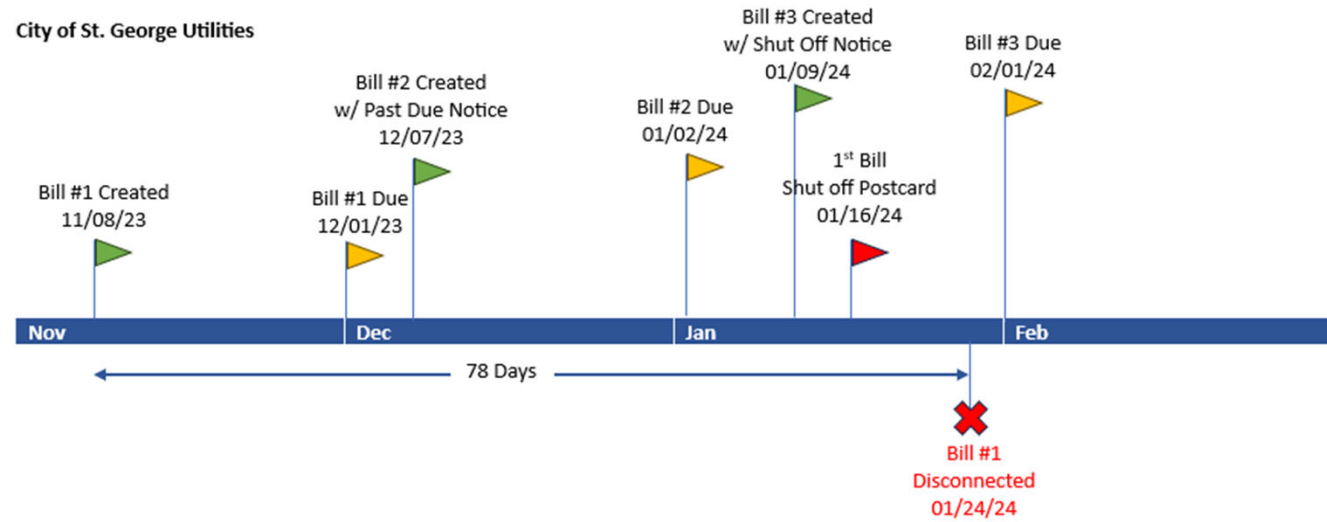 City of St. George Utilities
Bill #1 Created
11/08/23
Bill #1 Due
12/01/23
Bill #2 Created
w/ Past Due Notice
12/07/23
Bill #2 Due
01/02/24
Bill #3 Created
w/ Shut Off Notice
01/09/24
1st Bill
Shut off Postcard
01/16/24
Bill #3 Due
02/01/24
Nov
Dec
Jan
Feb
78 Days
Bill #1
Disconnected
01/24/24